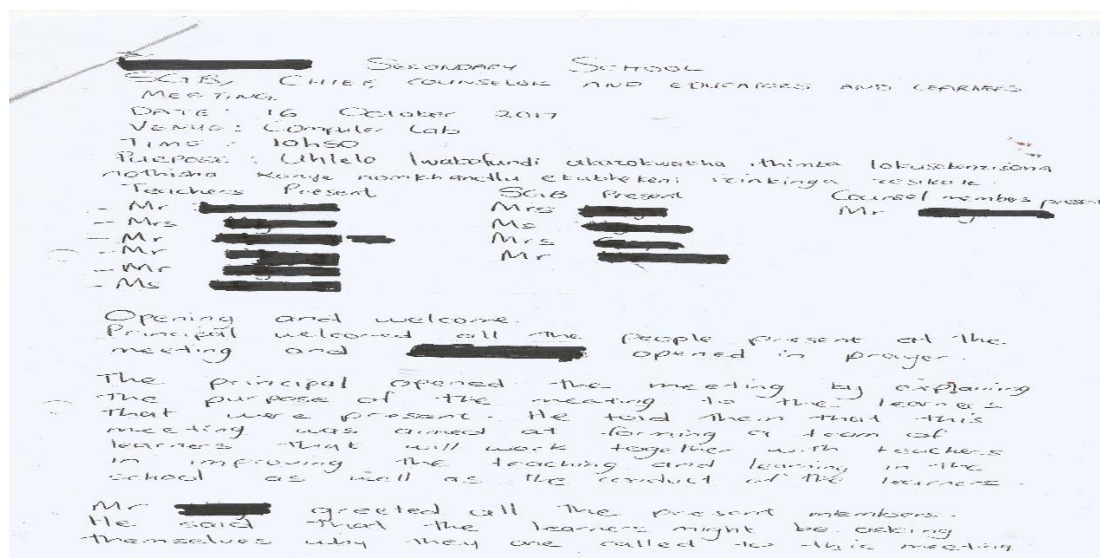 SECONDARY SCHOOL
SGB, CHIEF, COUNSELOR AND EDUCATORS AND LEARNERS
MEETING.
DATE : 16 October 2017
VENUE : Computer Lab
TIME : 10h50
PURPOSE : Uhlelo lwabafundi abazokwakha thimba lokusebenzisana
nothisha kanye nomkhandlu ekubhekeni izinkinga zesikole.
Teachers Present SGB Present Counsel members present
- Mr Mrs Mr
- Mrs Ms
- Mr Mrs
- Mr Mr
- Mr
- Ms
Opening and welcome.
Principal welcomed all the people present at the
meeting and opened in prayer.
The principal opened the meeting by explaining
the purpose of the meeting to the learners
that were present. He told them that this
meeting was aimed at forming a team of
learners that will work together with teachers
in improving the teaching and learning in the
school as well as the conduct of the learners.
Mr greeted all the present members.
He said that the learners might be asking
themselves why they are called to this meeting